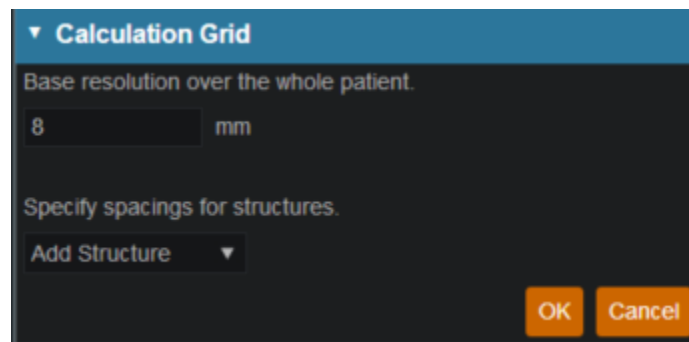 Calculation Grid
Base resolution over the whole patient.
8 mm
Specify spacings for structures.
Add Structure
OK Cancel